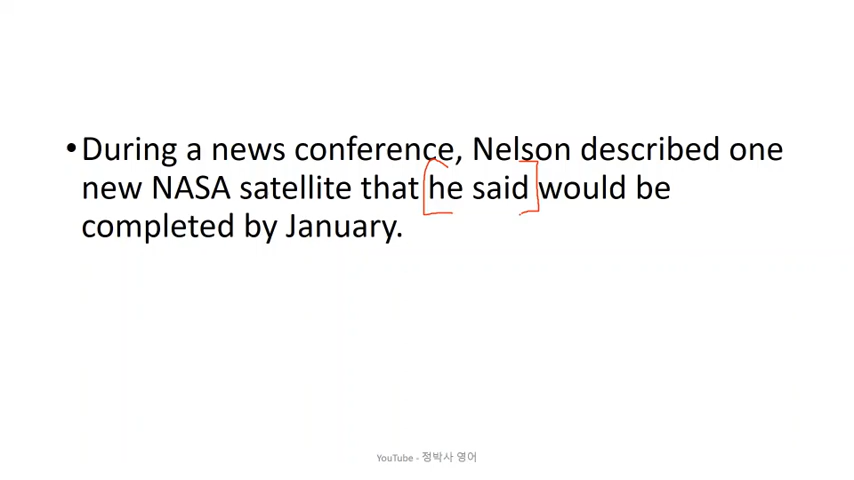 •During a news conference, Nelson described one
new NASA satellite that he said would be
completed by January.
YouTube - 정박사 영어